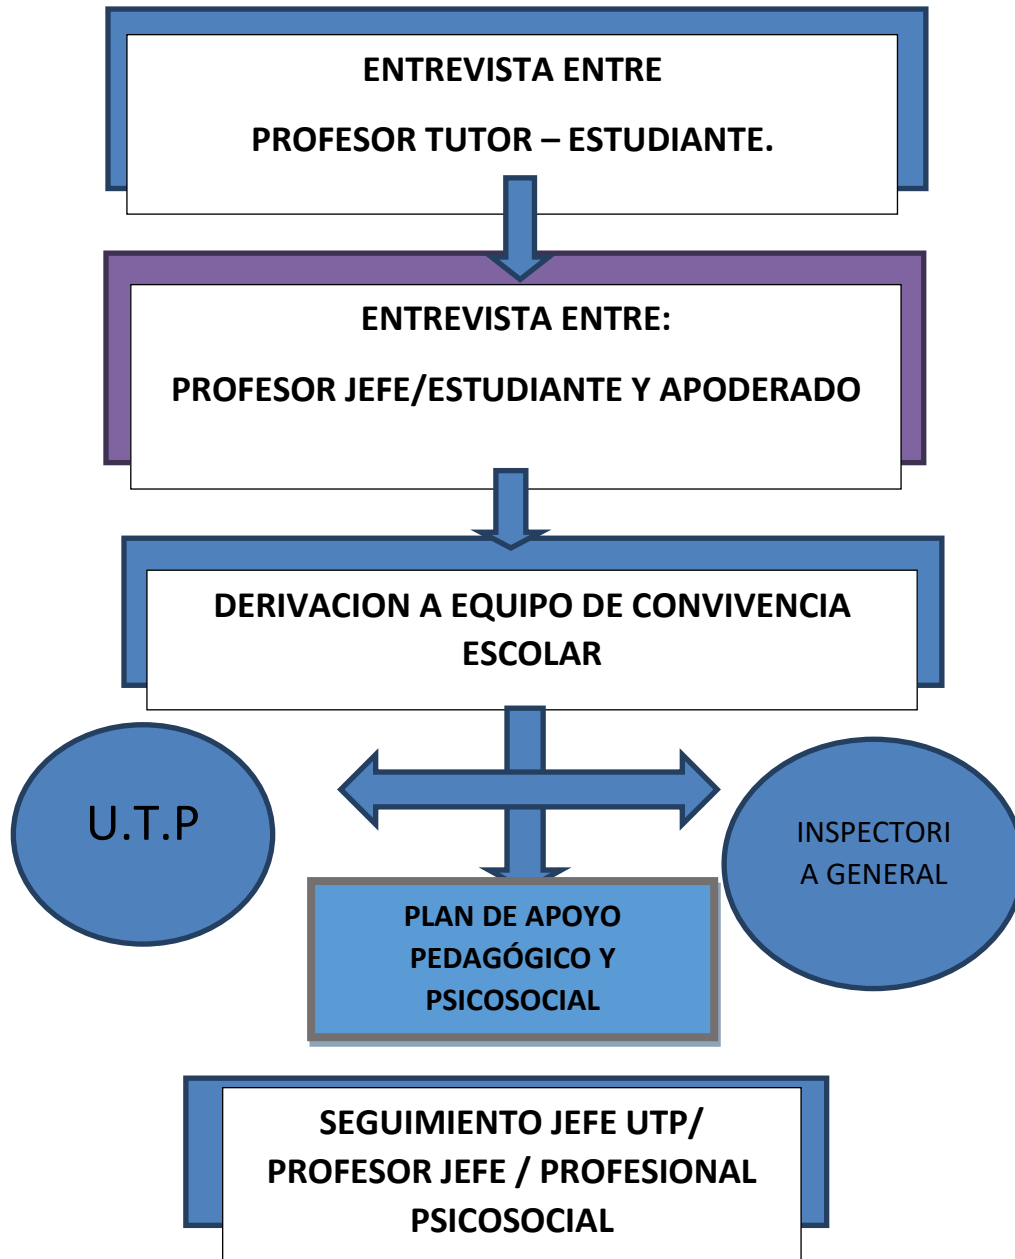 ENTREVISTA ENTRE
PROFESOR TUTOR – ESTUDIANTE.
ENTREVISTA ENTRE:
PROFESOR JEFE/ESTUDIANTE Y APODERADO
DERIVACION A EQUIPO DE CONVIVENCIA
ESCOLAR
U.T.P
INSPECTORI
A GENERAL
PLAN DE APOYO
PEDAGÓGICO Y
PSICOSOCIAL
SEGUIMIENTO JEFE UTP/
PROFESOR JEFE / PROFESIONAL
PSICOSOCIAL